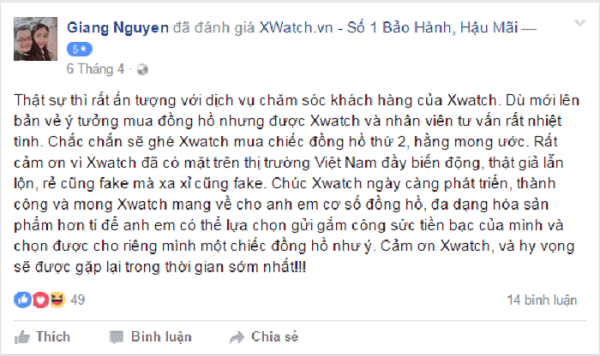 Giang Nguyen đã đánh giá XWatch.vn - Số 1 Bảo Hành, Hậu Mãi —
5★
6 Tháng 4 ·
Thật sự thì rất ấn tượng với dịch vụ chăm sóc khách hàng của Xwatch. Dù mới lên
bản vẽ ý tưởng mua đồng hồ nhưng được Xwatch và nhân viên tư vấn rất nhiệt
tình. Chắc chắn sẽ ghé Xwatch mua chiếc đồng hồ thứ 2, hằng mong ước. Rất
cảm ơn vì Xwatch đã có mặt trên thị trường Việt Nam đầy biến động, thật giả lẫn
lộn, rẻ cũng fake mà xa xỉ cũng fake. Chúc Xwatch ngày càng phát triển, thành
công và mong Xwatch mang về cho anh em cơ số đồng hồ, đa dạng hóa sản
phẩm hơn tí để anh em có thể lựa chọn gửi gắm công sức tiền bạc của mình và
chọn được cho riêng mình một chiếc đồng hồ như ý. Cảm ơn Xwatch, và hy vọng
sẽ được gặp lại trong thời gian sớm nhất!!!
49 14 bình luận
Thích Bình luận Chia sẻ